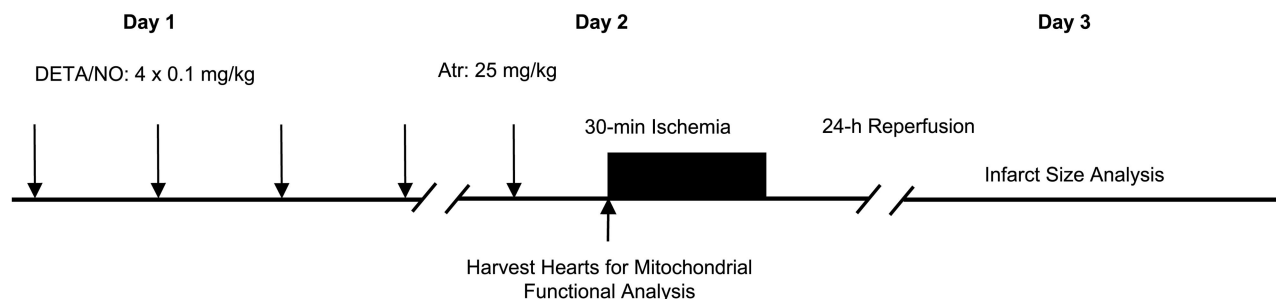 Day 1
Day 2
Day 3
DETA/NO: 4 x 0.1 mg/kg
Atr: 25 mg/kg
30-min Ischemia
24-h Reperfusion
Infarct Size Analysis
Harvest Hearts for Mitochondrial
Functional Analysis